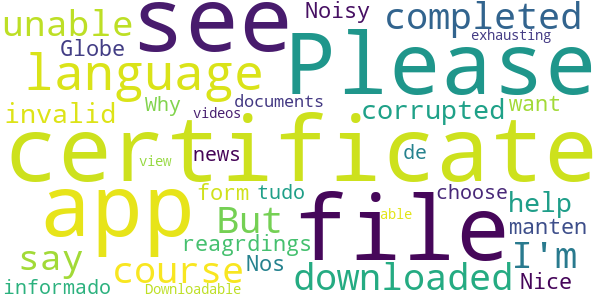 see Noisy completed
unable Please exhausting
Globe
language
documents
invalid Why videos corrupted want
certificate
view news de
app form tudo choose help
But able file manten
say reagrdings I'm
course Nos downloaded Nice
informado Downloadable